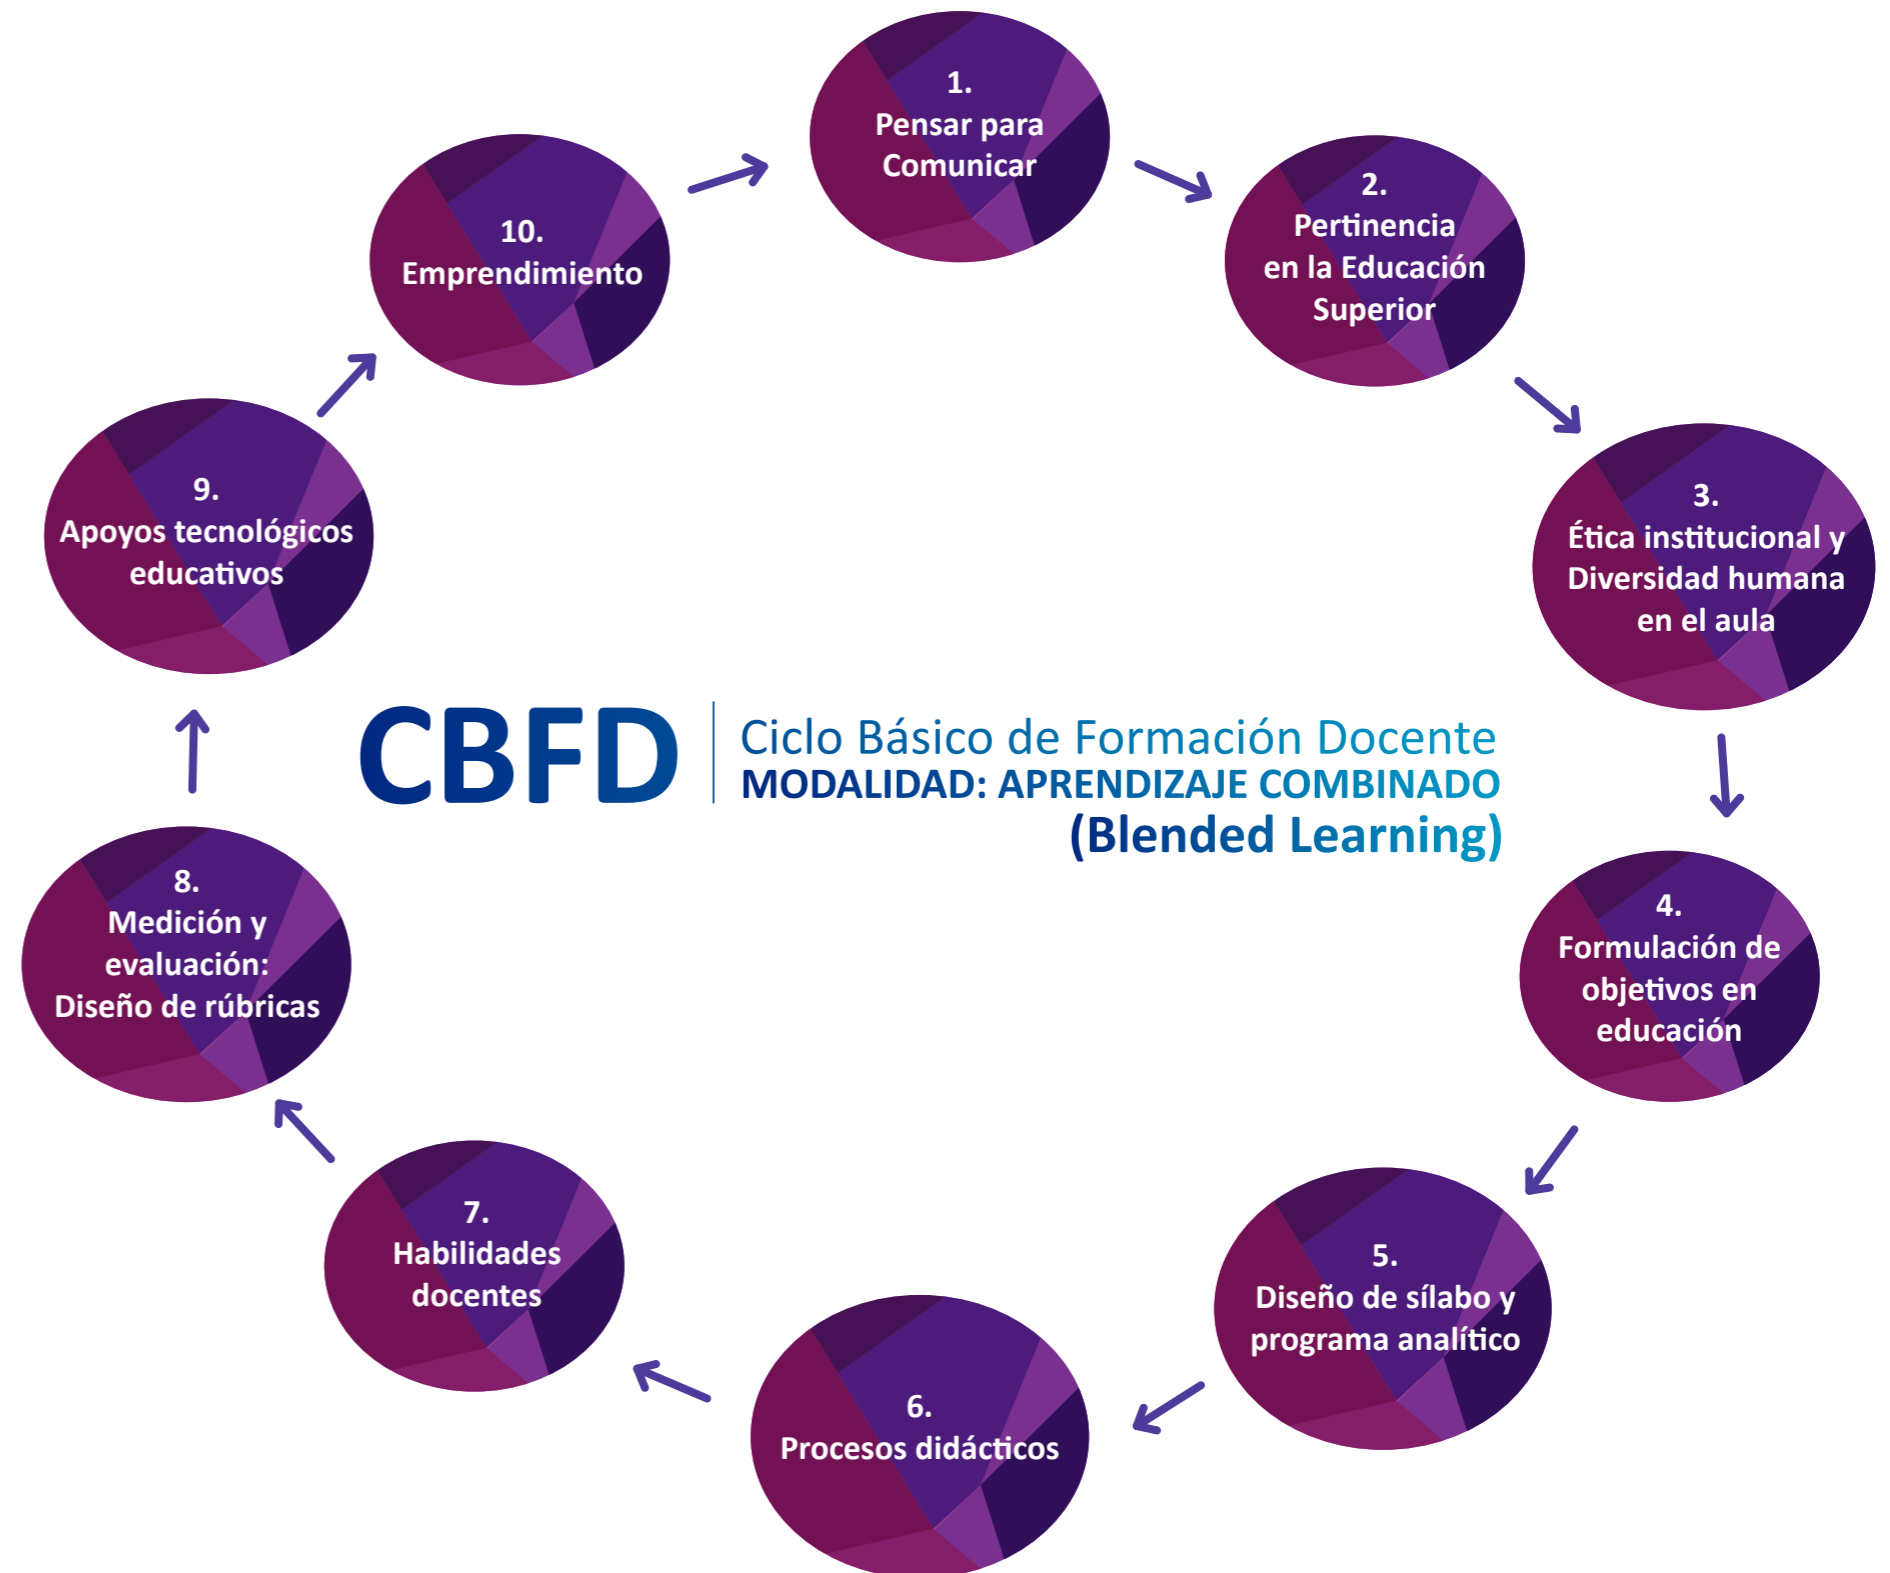 1.
Pensar para
Comunicar
2.
Pertinencia
en la Educación
Superior
3.
Ética institucional y
Diversidad humana
en el aula
4.
Formulación de
objetivos en
educación
5.
Diseño de sílabo y
programa analítico
6.
Procesos didácticos
7.
Habilidades
docentes
8.
Medición y
evaluación:
Diseño de rúbricas
9.
Apoyos tecnológicos
educativos
10.
Emprendimiento
CBFD
Ciclo Básico de Formación Docente
MODALIDAD: APRENDIZAJE COMBINADO
(Blended Learning)